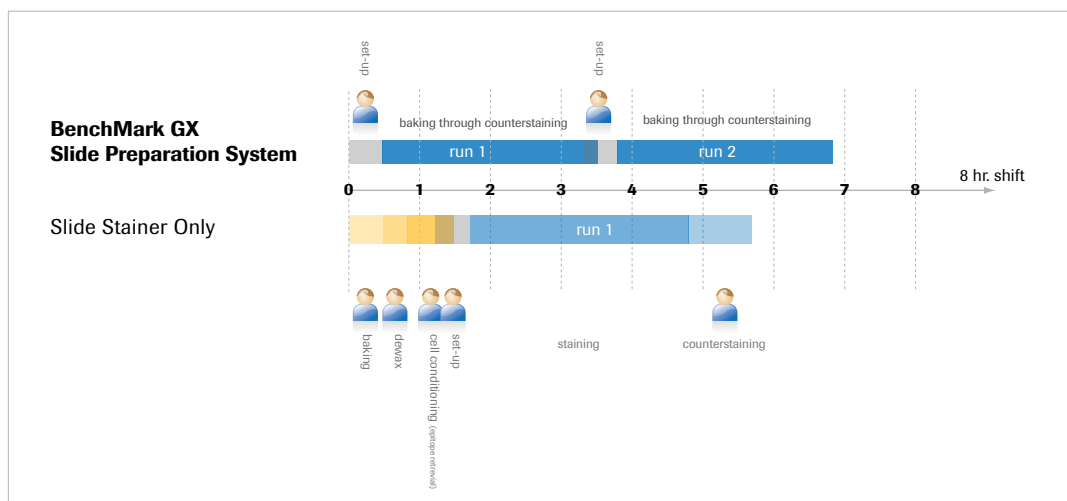 set-up
set-up
baking through counterstaining
baking through counterstaining
BenchMark GX
Slide Preparation System
run 1
run 2
0 1 2 3 4 5 6 7 8
8 hr. shift
Slide Stainer Only
run 1
baking
dewax
cell conditioning (epitope retrevial)
set-up
staining
counterstaining